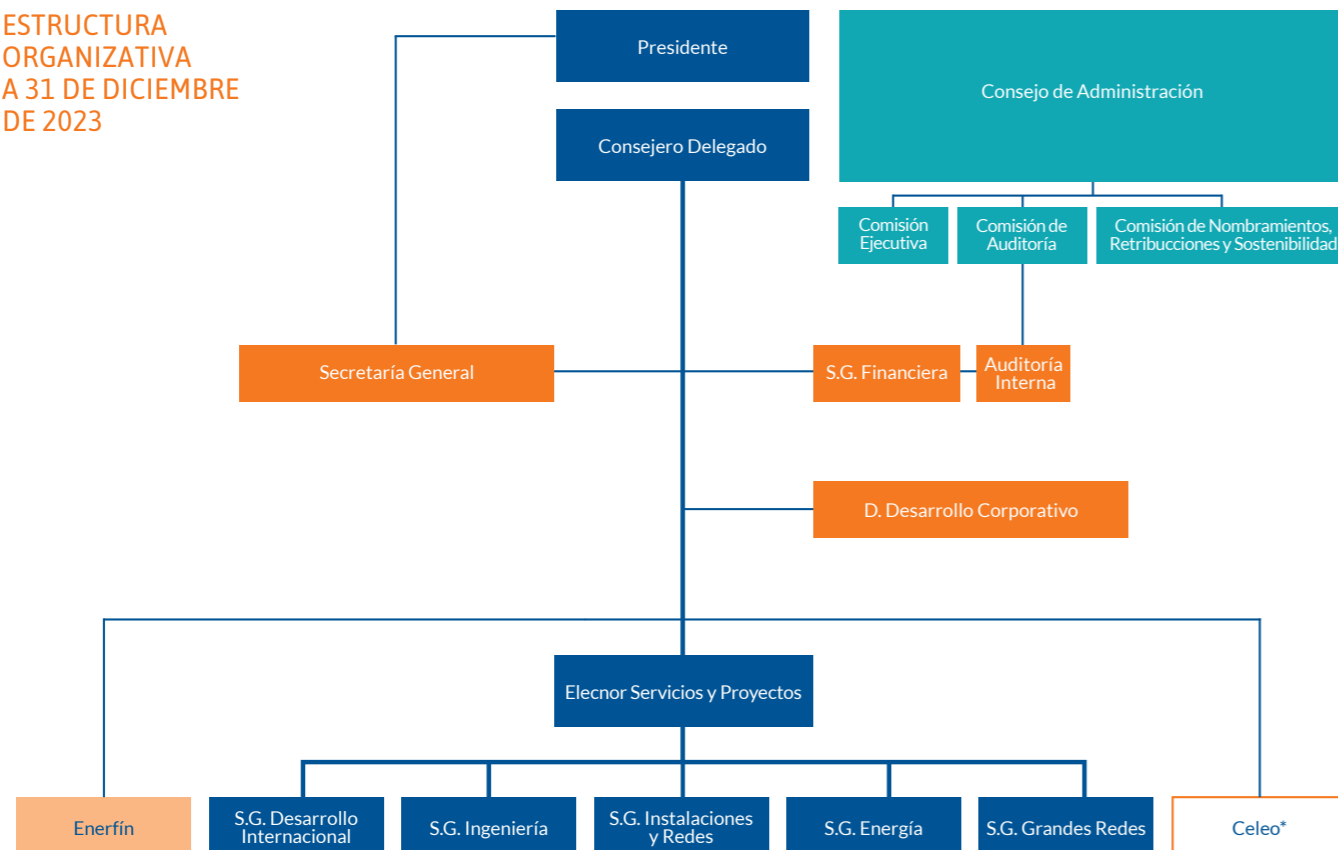 ESTRUCTURA
ORGANIZATIVA
A 31 DE DICIEMBRE
DE 2023
Presidente
Consejero Delegado
Consejo de Administración
Comisión
Ejecutiva
Comisión de
Auditoría
Comisión de Nombramientos,
Retribucciones y Sostenibilidad
Secretaría General
S.G. Financiera
Auditoría
Interna
D. Desarrollo Corporativo
Elecnor Servicios y Proyectos
Enerfín
S.G. Desarrollo
Internacional
S.G. Ingeniería
S.G. Instalaciones
y Redes
S.G. Energía
S.G. Grandes Redes
Celeo*